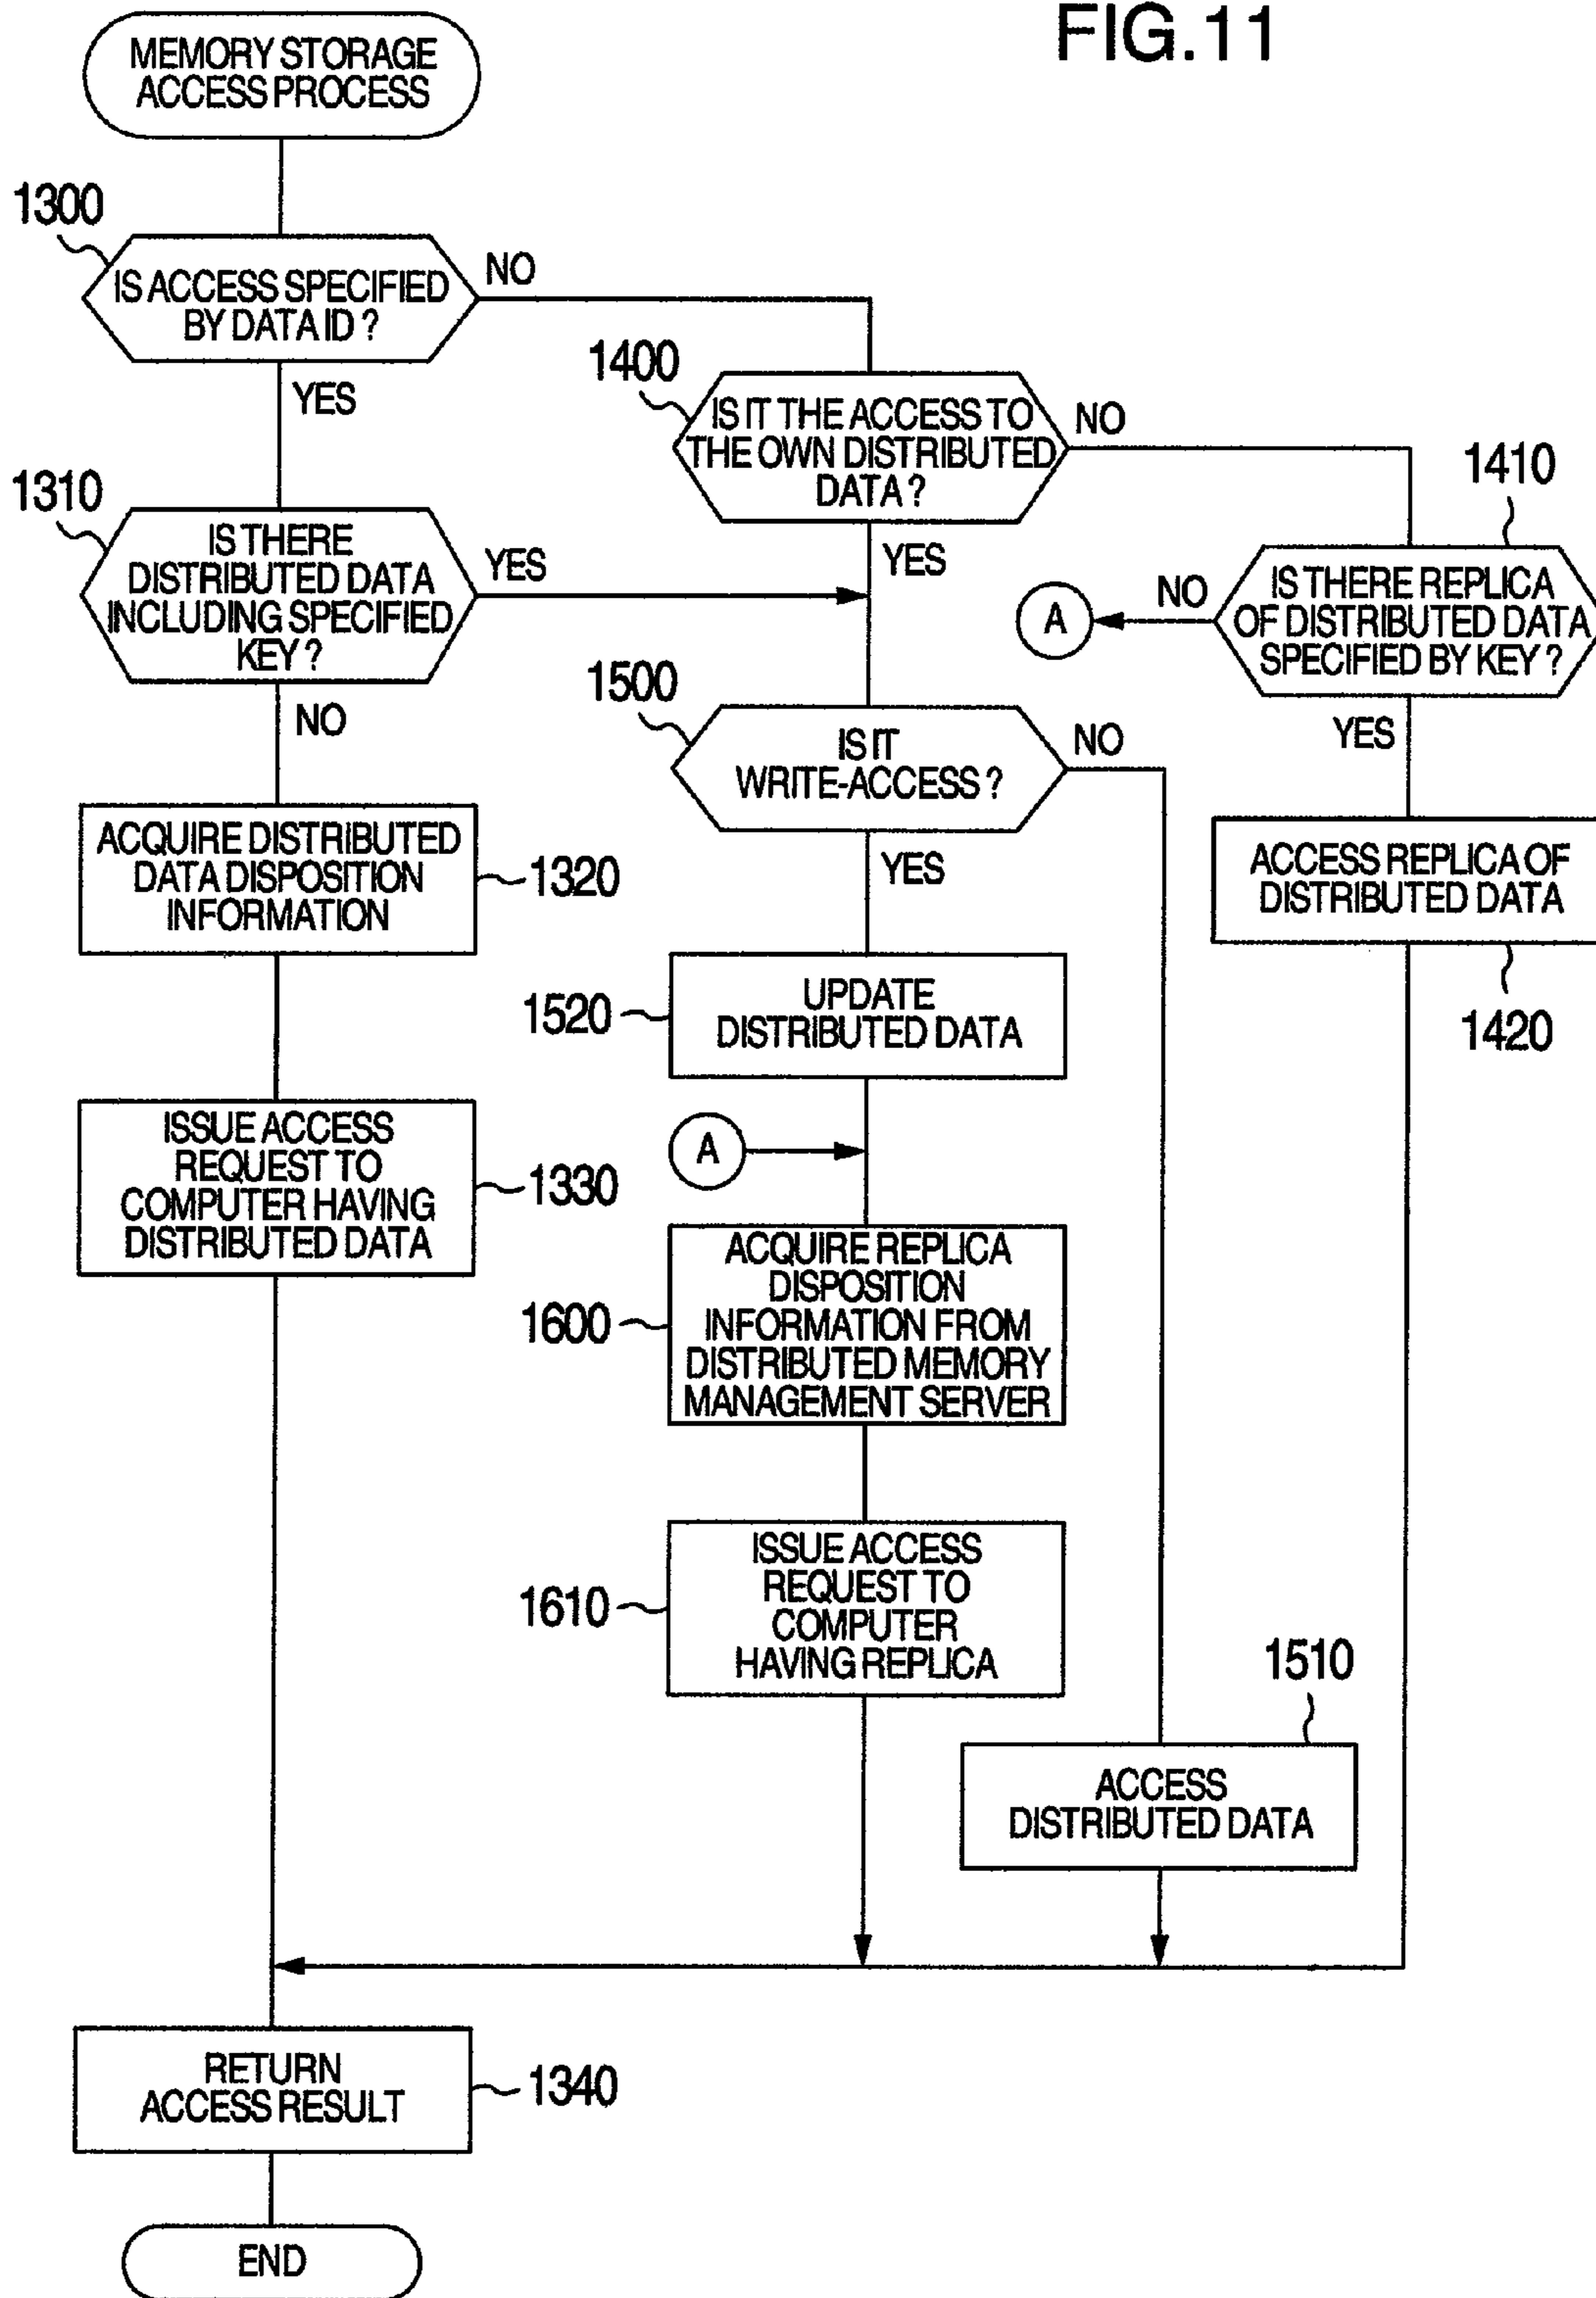 FIG.11
MEMORY STORAGE
ACCESS PROCESS
1300
IS ACCESS SPECIFIED
BY DATA ID ?
NO
YES
1400
IS IT THE ACCESS TO
THE OWN DISTRIBUTED
DATA ?
NO
YES
1310
IS THERE
DISTRIBUTED DATA
INCLUDING SPECIFIED
KEY ?
YES
NO
1410
IS THERE REPLICA
OF DISTRIBUTED DATA
SPECIFIED BY KEY ?
NO
A
YES
1500
IS IT
WRITE-ACCESS ?
NO
YES
ACQUIRE DISTRIBUTED
DATA DISPOSITION
INFORMATION
1320
ACCESS REPLICA OF
DISTRIBUTED DATA
1420
1520
UPDATE
DISTRIBUTED DATA
A
ISSUE ACCESS
REQUEST TO
COMPUTER HAVING
DISTRIBUTED DATA
1330
1600
ACQUIRE REPLICA
DISPOSITION
INFORMATION FROM
DISTRIBUTED MEMORY
MANAGEMENT SERVER
1610
ISSUE ACCESS
REQUEST TO
COMPUTER
HAVING REPLICA
1510
ACCESS
DISTRIBUTED DATA
RETURN
ACCESS RESULT
1340
END